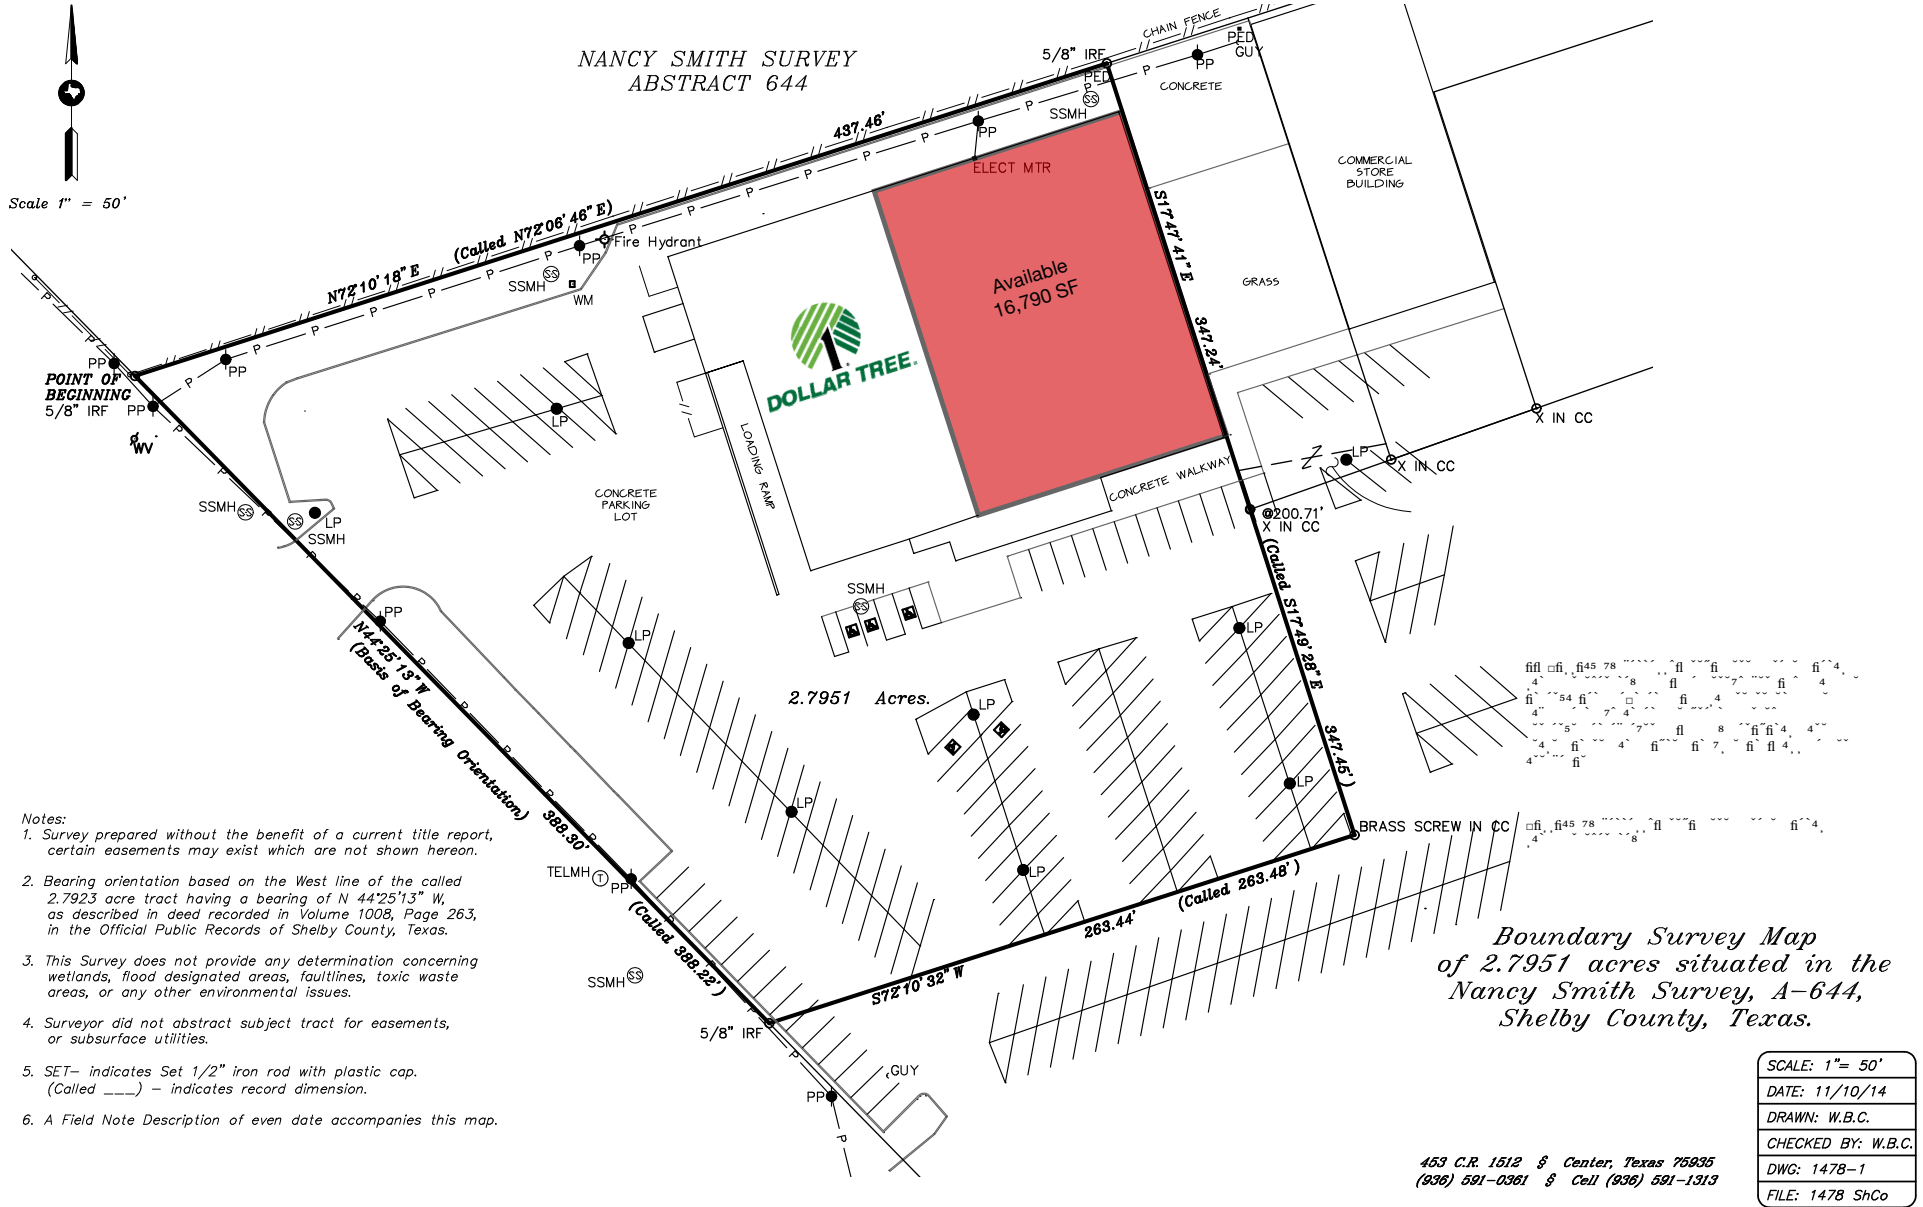 NANCY SMITH SURVEY
ABSTRACT 644
Scale 1" = 50'
CHAIN FENCE
5/8" IRF
PED
PED
GUY
PP
CONCRETE
SS
SSMH
PP
ELECT MTR
437.46'
(Called N72°06'46"E)
N72°10'18"E
Fire Hydrant
PP
SSMH
SS
WM
COMMERCIAL
STORE
BUILDING
GRASS
S17°47'41"E
347.24'
Available
16,790 SF
DOLLAR TREE.
PP
PP
POINT OF
BEGINNING
5/8" IRF
PP
WV
LP
LOADING RAMP
CONCRETE
PARKING
LOT
CONCRETE WALKWAY
X IN CC
LP
X IN CC
@200.71'
X IN CC
SSMH
SS
SS
LP
SSMH
SSMH
SS
PP
N44°25'13"W
(Basis of Bearing Orientation)
388.30'
(Called 388.22')
LP
LP
(Called S17°49'28"E
347.45')
2.7951 Acres.
LP
LP
LP
LP
BRASS SCREW IN CC
TELMH
T
PP
SSMH
SS
5/8" IRF
S72°10'32"W
263.44'
(Called 263.48')
GUY
PP
Notes:
1. Survey prepared without the benefit of a current title report,
certain easements may exist which are not shown hereon.
2. Bearing orientation based on the West line of the called
2.7923 acre tract having a bearing of N 44°25'13" W,
as described in deed recorded in Volume 1008, Page 263,
in the Official Public Records of Shelby County, Texas.
3. This Survey does not provide any determination concerning
wetlands, flood designated areas, faultlines, toxic waste
areas, or any other environmental issues.
4. Surveyor did not abstract subject tract for easements,
or subsurface utilities.
5. SET– indicates Set 1/2" iron rod with plastic cap.
(Called ___) – indicates record dimension.
6. A Field Note Description of even date accompanies this map.
Boundary Survey Map
of 2.7951 acres situated in the
Nancy Smith Survey, A–644,
Shelby County, Texas.
SCALE: 1"= 50'
DATE: 11/10/14
DRAWN: W.B.C.
CHECKED BY: W.B.C.
DWG: 1478–1
FILE: 1478 ShCo
453 C.R. 1512 § Center, Texas 75935
(936) 591–0361 § Cell (936) 591–1313